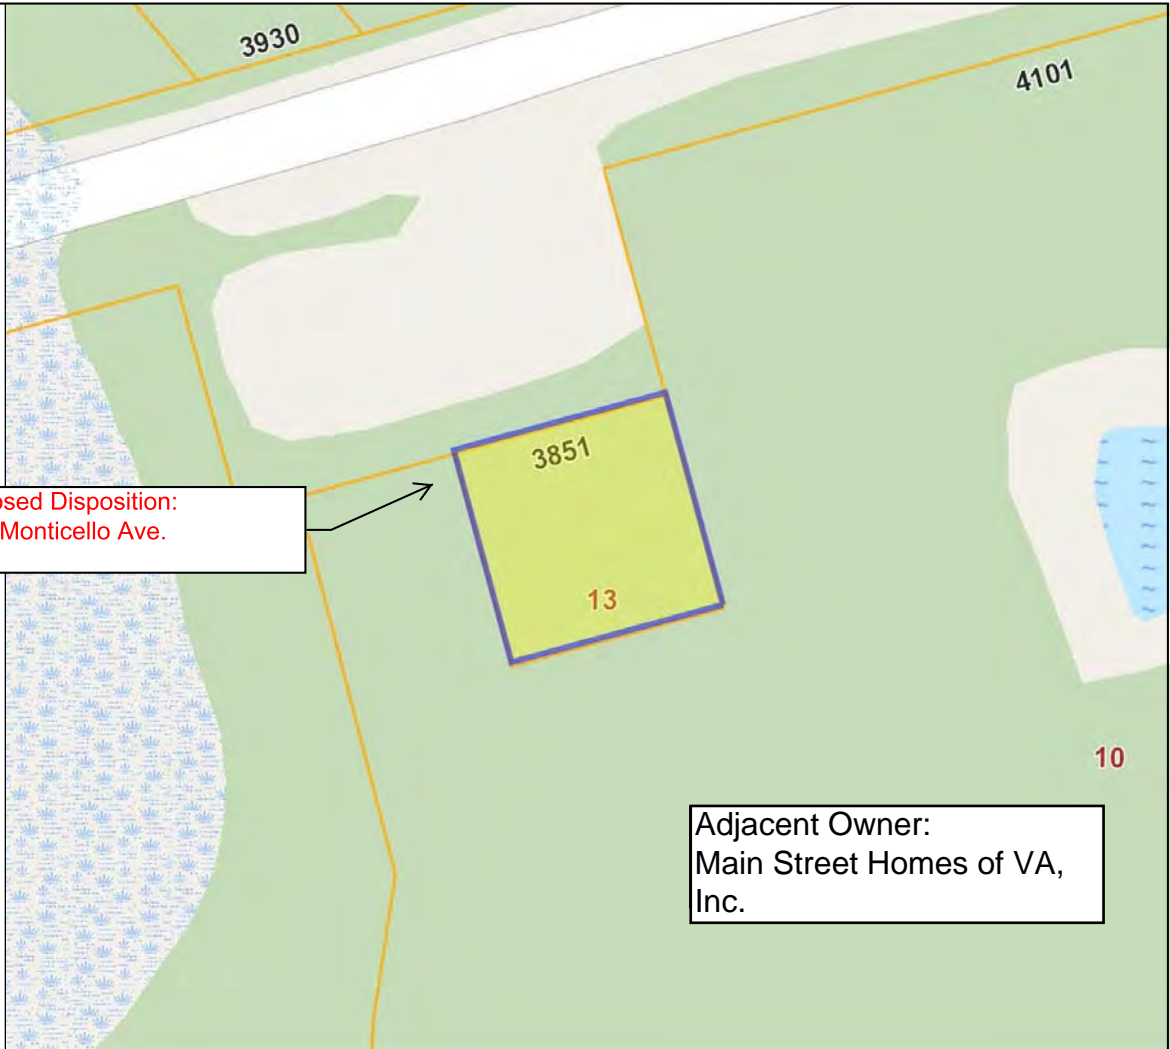 3930
4101
3851
osed Disposition:
Monticello Ave.
13
10
Adjacent Owner:
Main Street Homes of VA,
Inc.